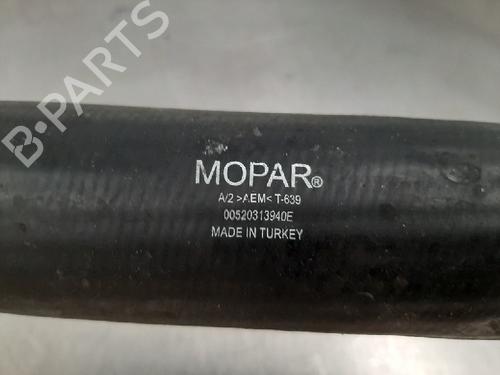 B-PARTS
MOPAR®
A/2 >AEM< T-639
00520313940E
MADE IN TURKEY